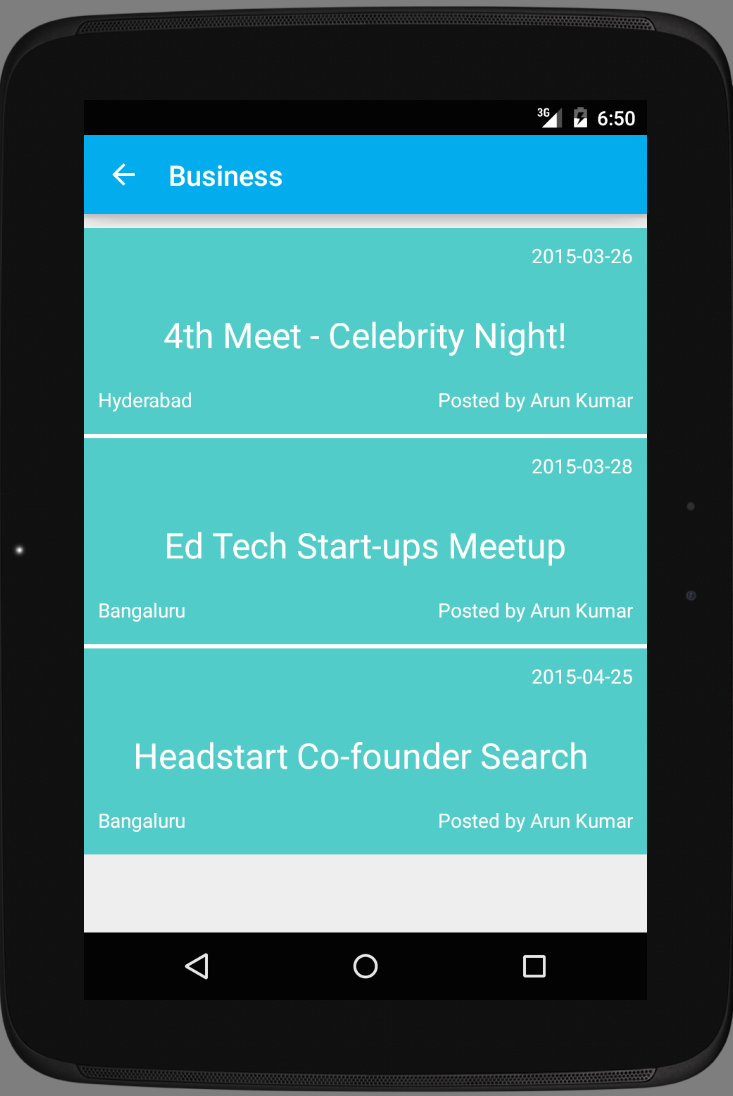 3G 6:50
Business
2015-03-26
4th Meet - Celebrity Night!
Hyderabad Posted by Arun Kumar
2015-03-28
Ed Tech Start-ups Meetup
Bangaluru Posted by Arun Kumar
2015-04-25
Headstart Co-founder Search
Bangaluru Posted by Arun Kumar